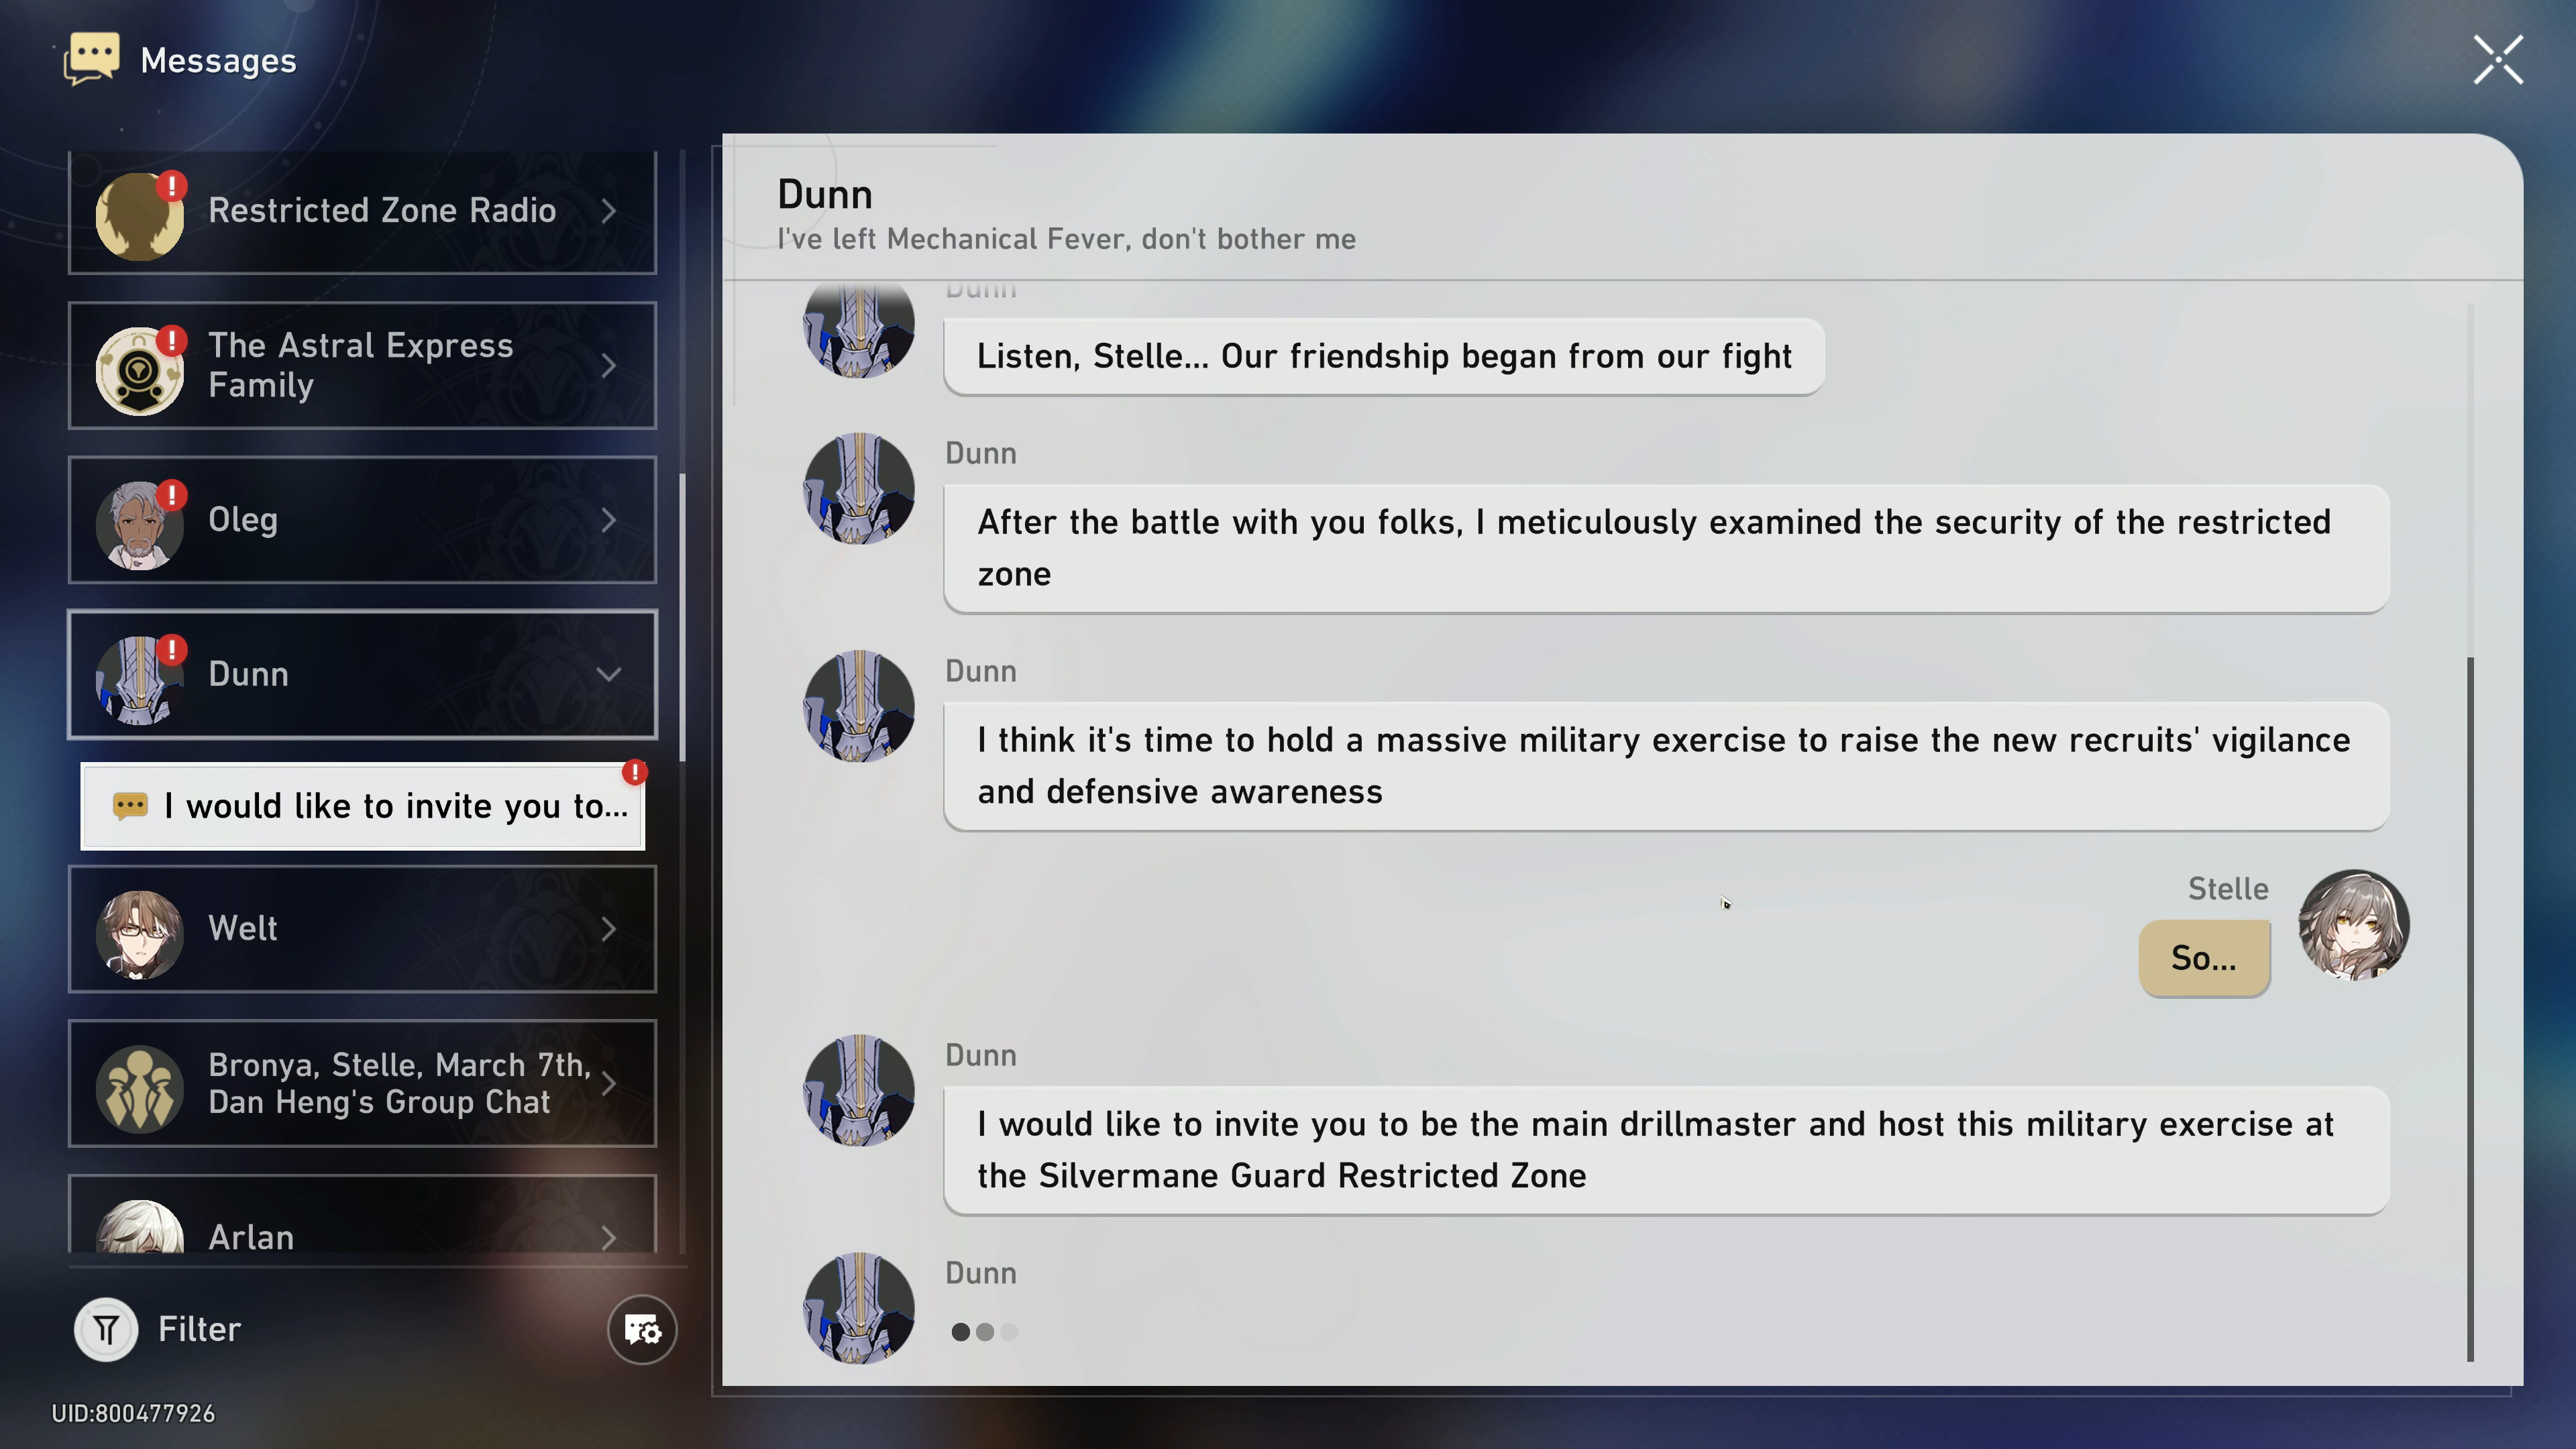 Messages
Restricted Zone Radio
The Astral Express
Family
Oleg
Dunn
I would like to invite you to...
Welt
Bronya, Stelle, March 7th,
Dan Heng's Group Chat
Arlan
Filter
UID:800477926
Dunn
I've left Mechanical Fever, don't bother me
Dunn
Listen, Stelle... Our friendship began from our fight
Dunn
After the battle with you folks, I meticulously examined the security of the restricted
zone
Dunn
I think it's time to hold a massive military exercise to raise the new recruits' vigilance
and defensive awareness
Stelle
So...
Dunn
I would like to invite you to be the main drillmaster and host this military exercise at
the Silvermane Guard Restricted Zone
Dunn